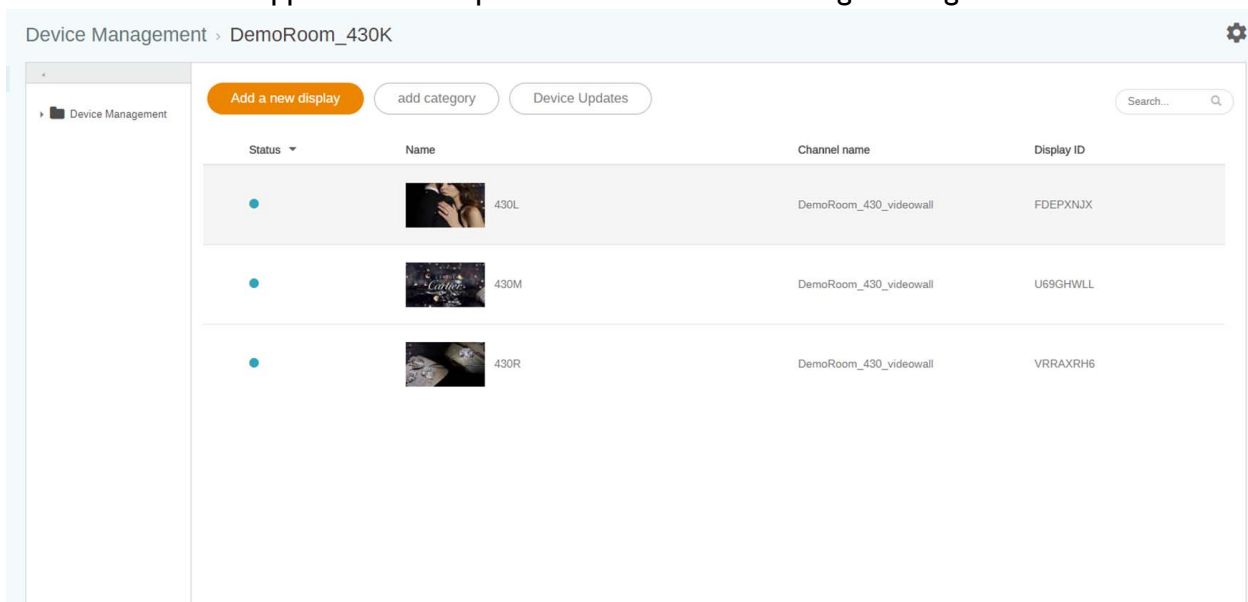 Device Management › DemoRoom_430K
Device Management
Add a new display add category Device Updates Search...
Status Name Channel name Display ID
430L DemoRoom_430_videowall FDEPXNJX
Cartier
430M DemoRoom_430_videowall U69GHWLL
430R DemoRoom_430_videowall VRRAXRH6